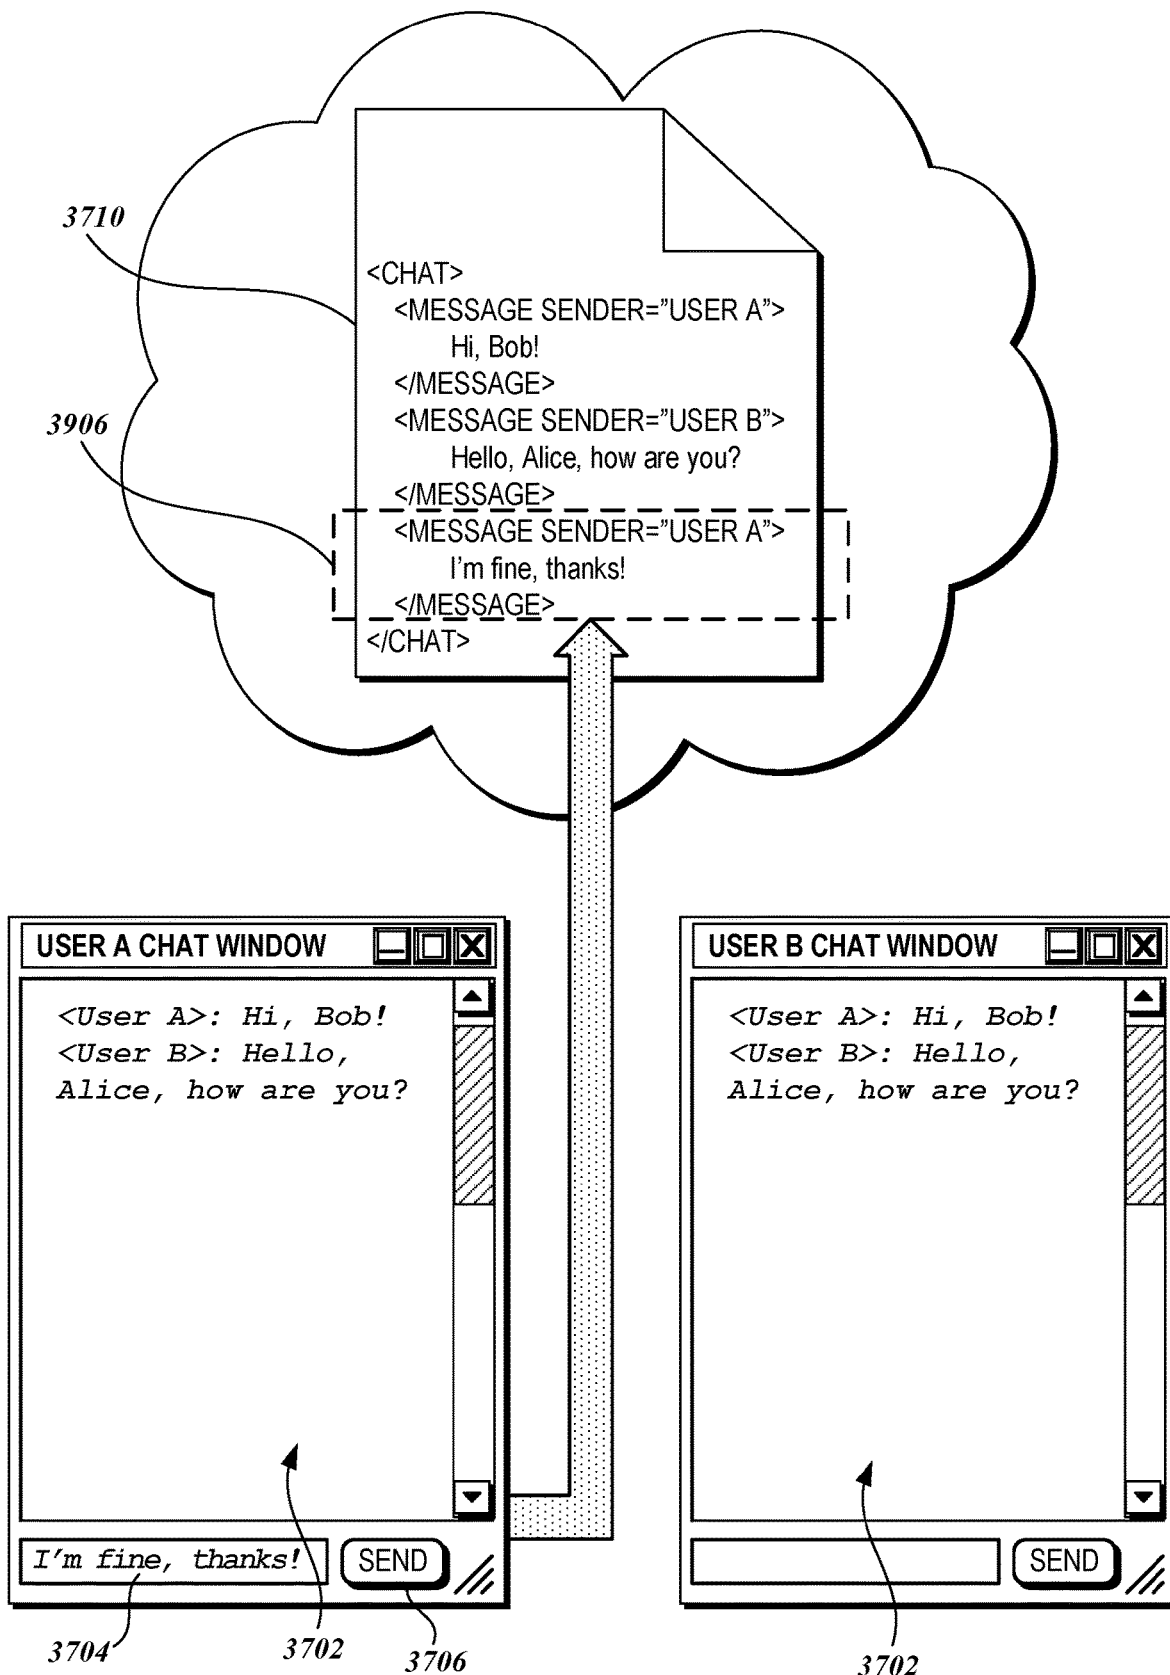 3710
<CHAT>
<MESSAGE SENDER=”USER A”>
Hi, Bob!
</MESSAGE>
3906
<MESSAGE SENDER=”USER B”>
Hello, Alice, how are you?
</MESSAGE>
<MESSAGE SENDER=”USER A”>
I’m fine, thanks!
</MESSAGE>
</CHAT>
USER A CHAT WINDOW
<User A>: Hi, Bob!
<User B>: Hello,
Alice, how are you?
I’m fine, thanks!
SEND
3704
3702
3706
USER B CHAT WINDOW
<User A>: Hi, Bob!
<User B>: Hello,
Alice, how are you?
SEND
3702